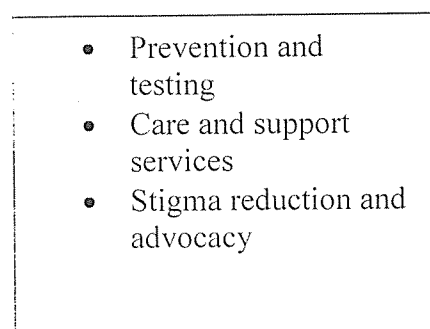 • Prevention and
testing
• Care and support
services
• Stigma reduction and
advocacy